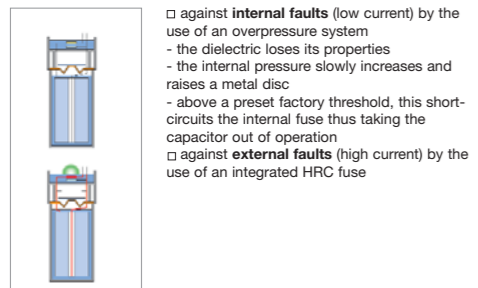 □ against internal faults (low current) by the
use of an overpressure system
- the dielectric loses its properties
- the internal pressure slowly increases and
raises a metal disc
- above a preset factory threshold, this short-
circuits the internal fuse thus taking the
capacitor out of operation
□ against external faults (high current) by the
use of an integrated HRC fuse